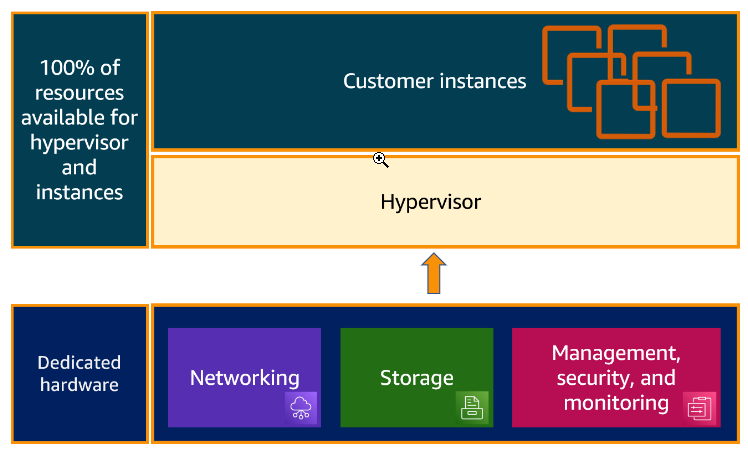 100% of
resources
available for
hypervisor
and
instances
Customer instances
Hypervisor
Dedicated
hardware
Networking
Storage
Management,
security, and
monitoring